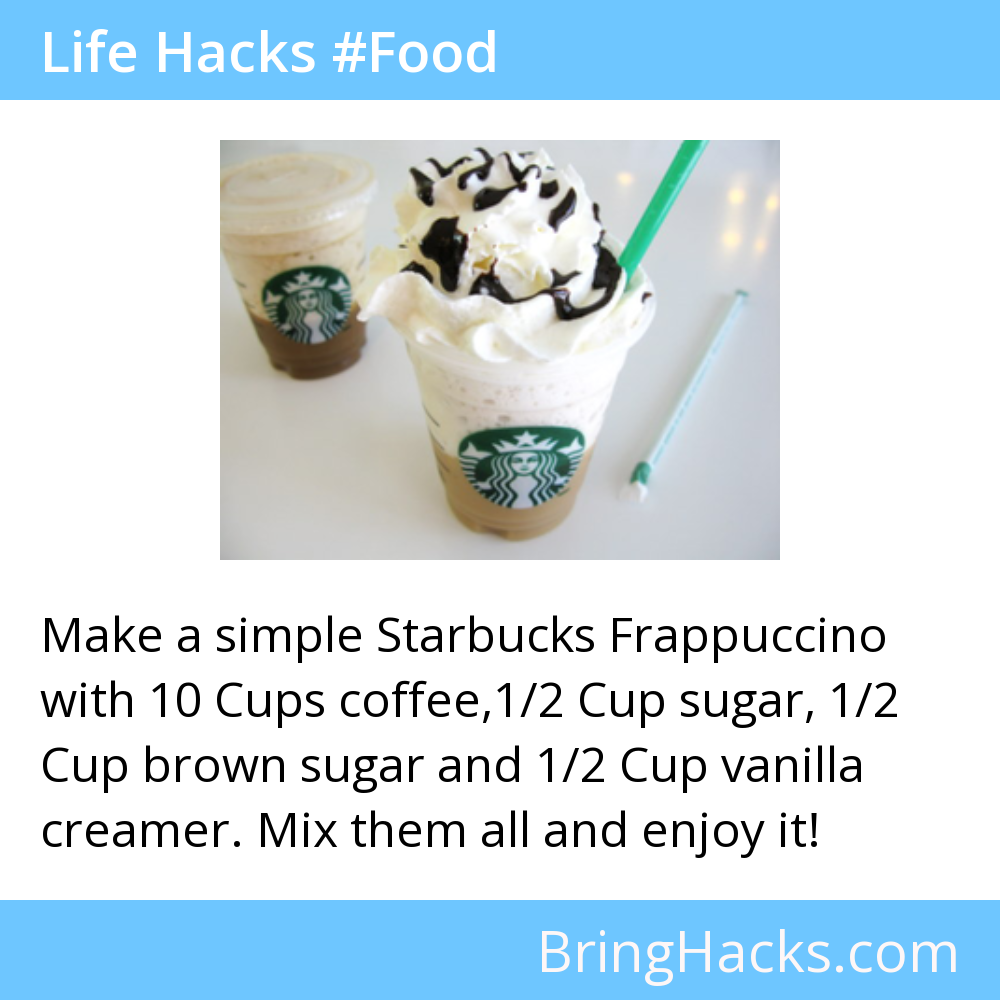 Life Hacks #Food
Make a simple Starbucks Frappuccino
with 10 Cups coffee,1/2 Cup sugar, 1/2
Cup brown sugar and 1/2 Cup vanilla
creamer. Mix them all and enjoy it!
BringHacks.com